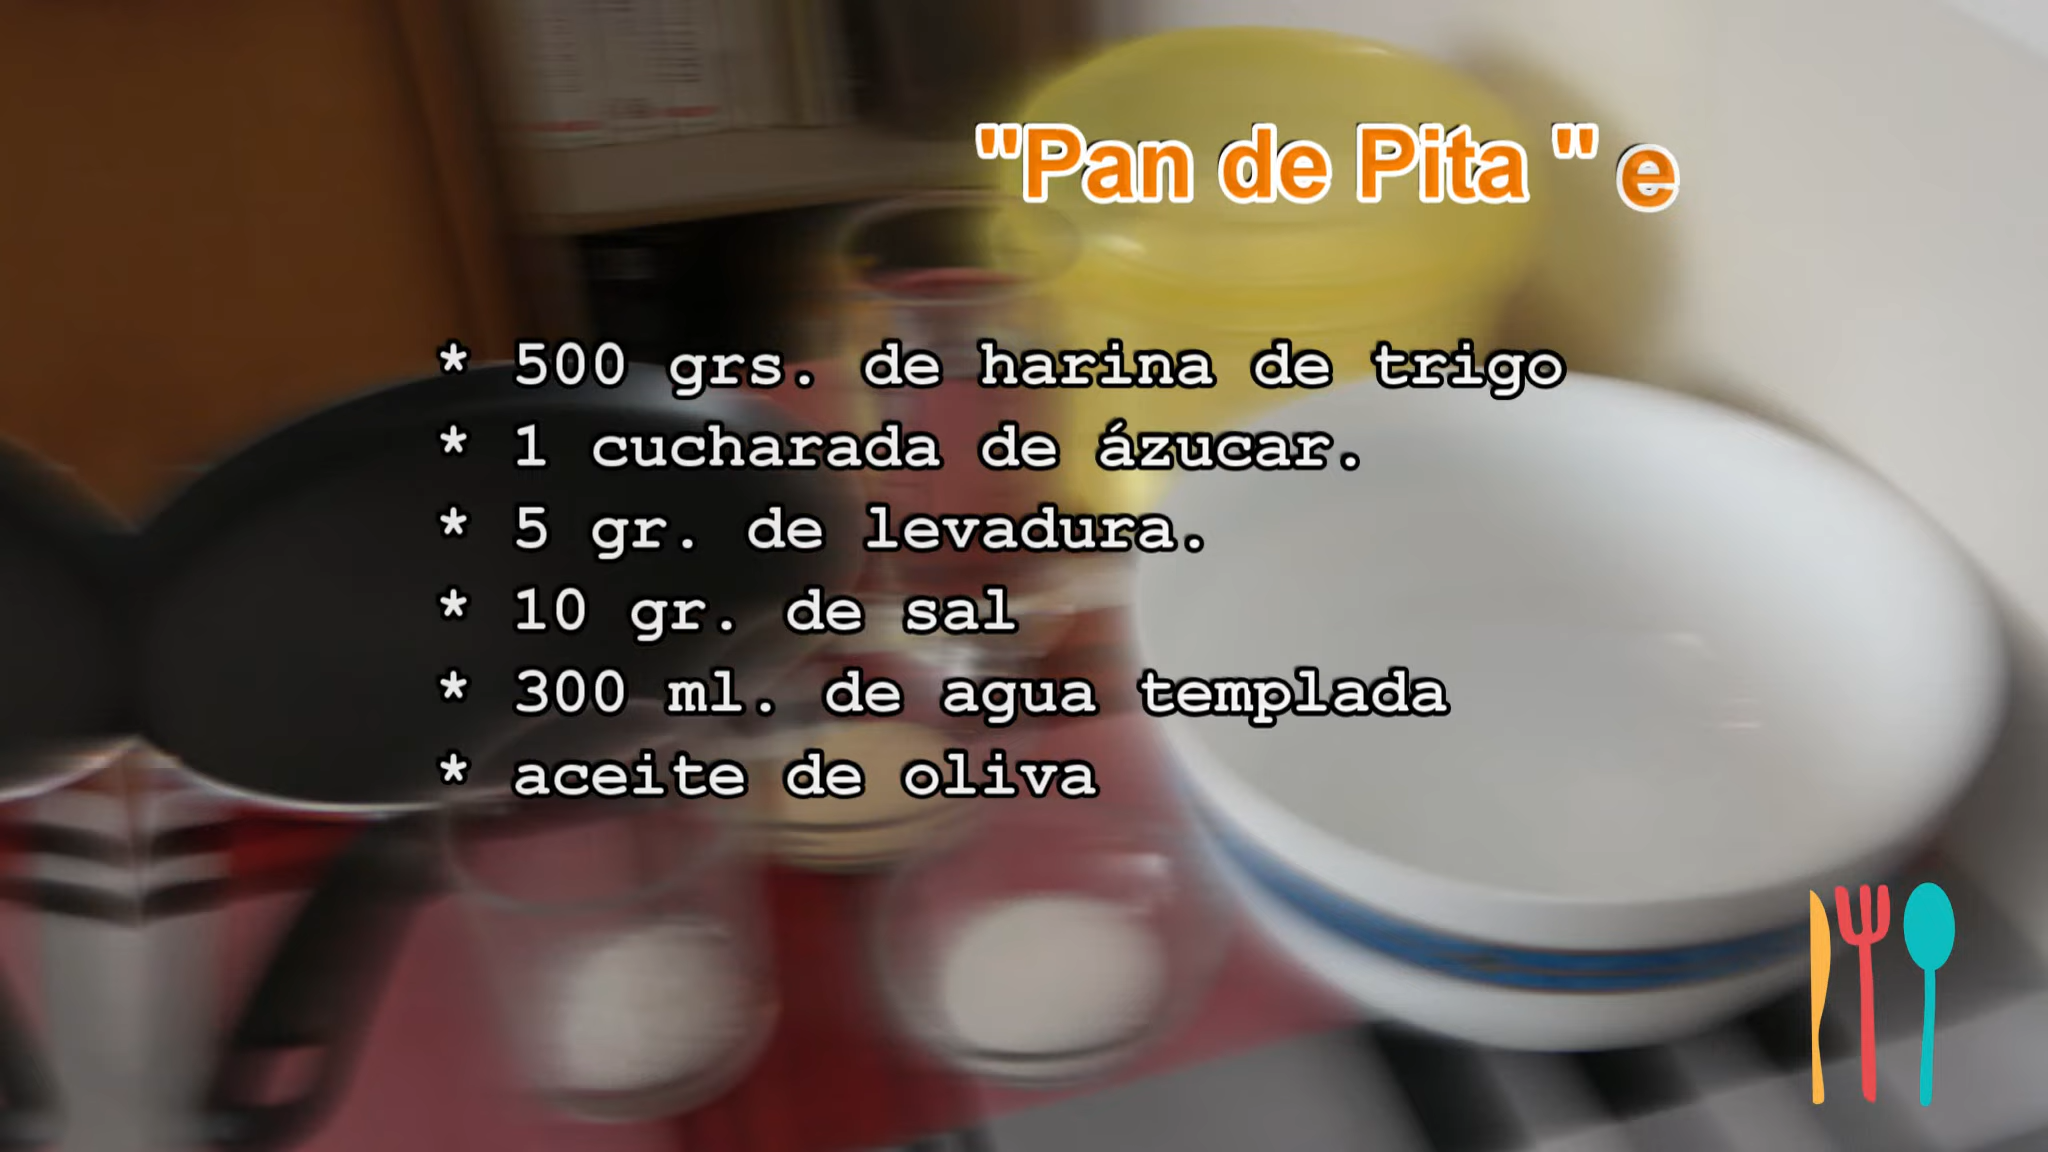 "Pan de Pita " e
* 500 grs. de harina de trigo
* 1 cucharada de ázucar.
* 5 gr. de levadura.
* 10 gr. de sal
* 300 ml. de agua templada
* aceite de oliva